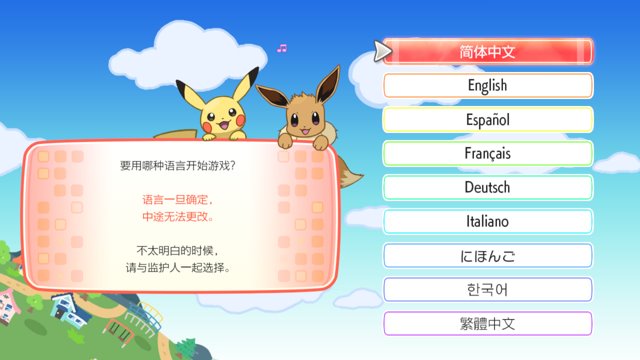 要用哪种语言开始游戏?
语言一旦确定，
中途无法更改。
不太明白的时候，
请与监护人一起选择。
简体中文
English
Español
Français
Deutsch
Italiano
にほんご
한국어
繁體中文